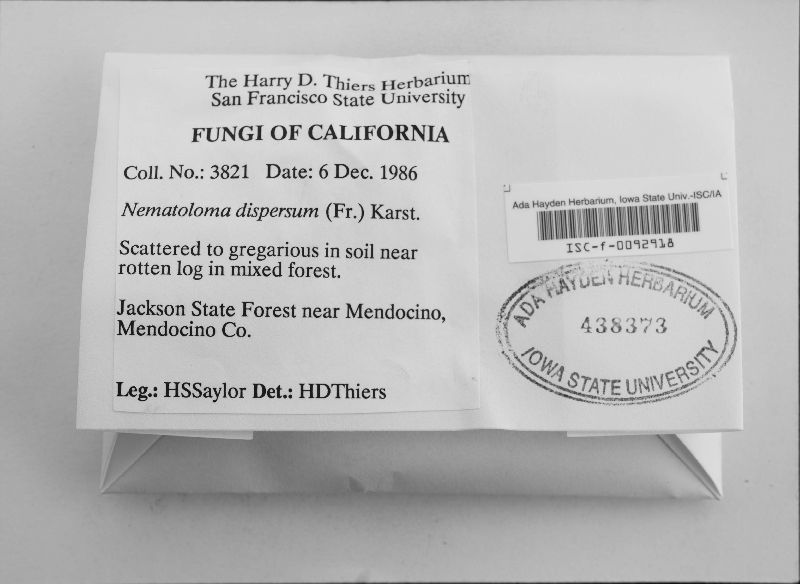 The Harry D. Thiers Herbarium
San Francisco State University
FUNGI OF CALIFORNIA
Coll. No.: 3821 Date: 6 Dec. 1986
Nematoloma dispersum (Fr.) Karst.
Scattered to gregarious in soil near
rotten log in mixed forest.
Jackson State Forest near Mendocino,
Mendocino Co.
Leg.: HSSaylor Det.: HDThiers
Ada Hayden Herbarium, Iowa State Univ.-ISC/IA
ISC-f-0092918
ADA HAYDEN HERBARIUM
438373
IOWA STATE UNIVERSITY